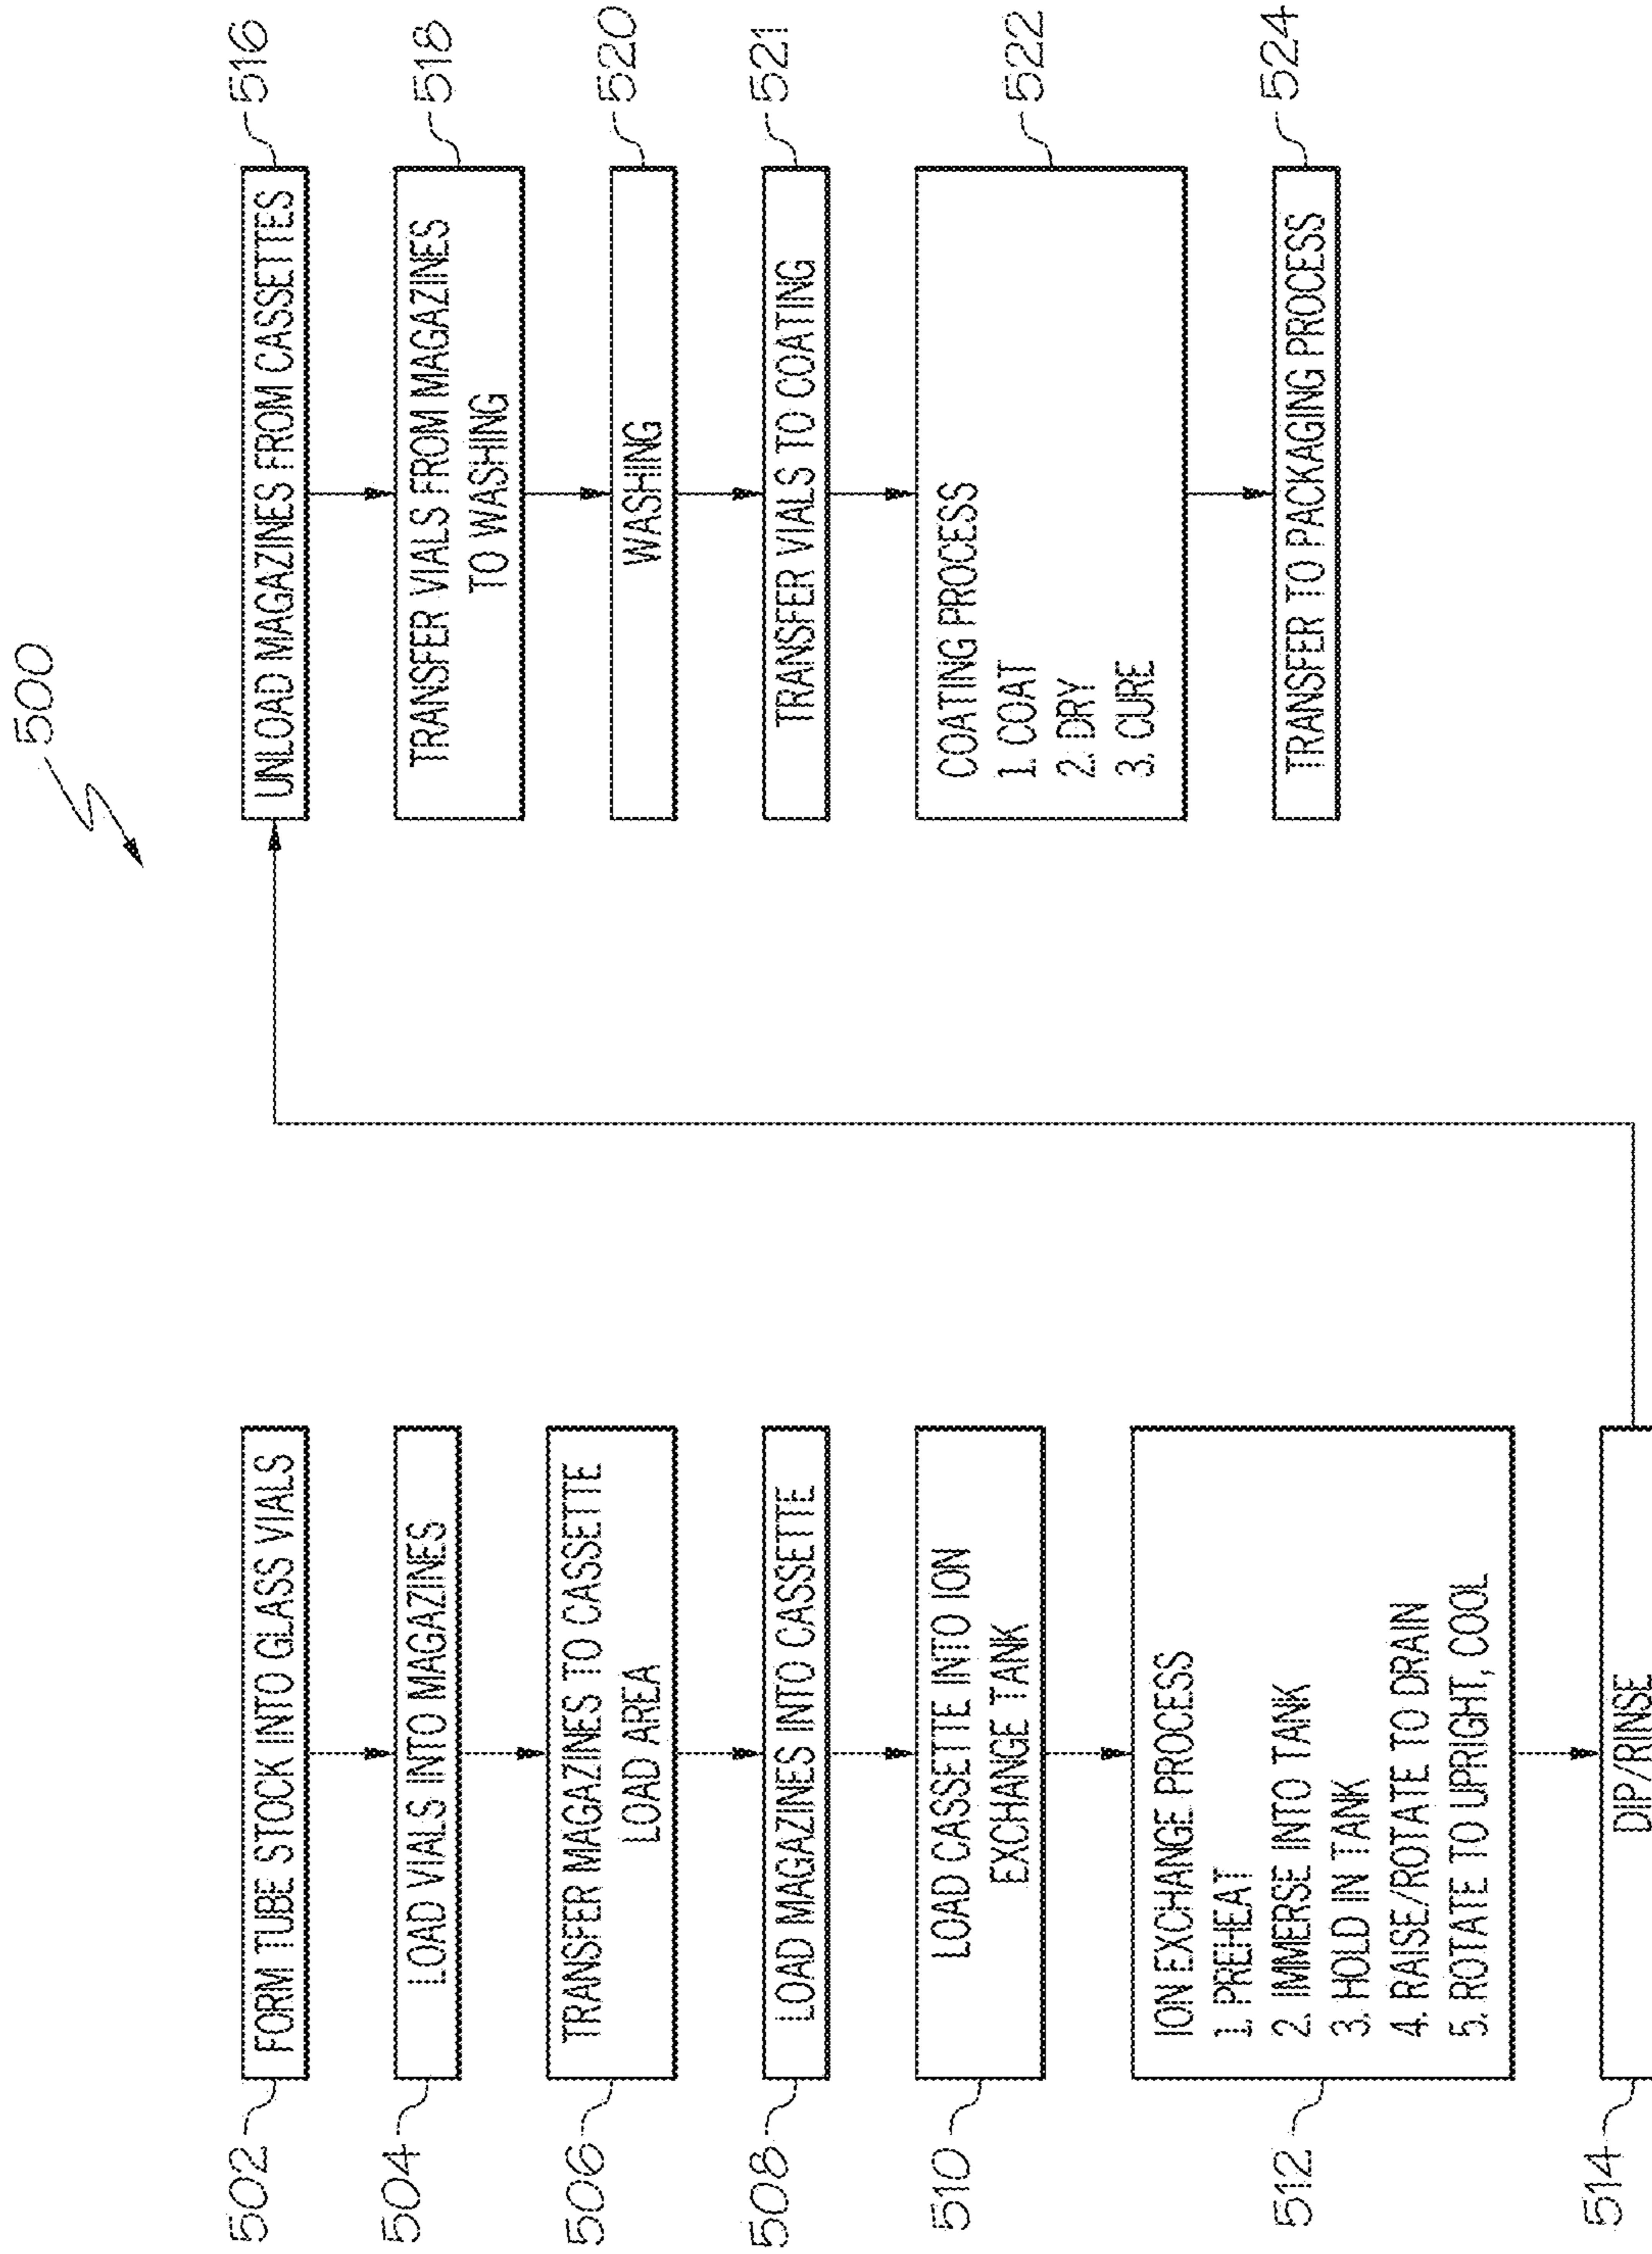 500
502
FORM TUBE STOCK INTO GLASS VIALS
504
LOAD VIALS INTO MAGAZINES
506
TRANSFER MAGAZINES TO CASSETTE
LOAD AREA
508
LOAD MAGAZINES INTO CASSETTE
510
LOAD CASSETTE INTO ION
EXCHANGE TANK
512
ION EXCHANGE PROCESS
1. PREHEAT
2. IMMERSE INTO TANK
3. HOLD IN TANK
4. RAISE/ROTATE TO DRAIN
5. ROTATE TO UPRIGHT, COOL
514
DIP/RINSE
UNLOAD MAGAZINES FROM CASSETTES
516
TRANSFER VIALS FROM MAGAZINES
TO WASHING
518
WASHING
520
TRANSFER VIALS TO COATING
521
COATING PROCESS
1. COAT
2. DRY
3. CURE
522
TRANSFER TO PACKAGING PROCESS
524